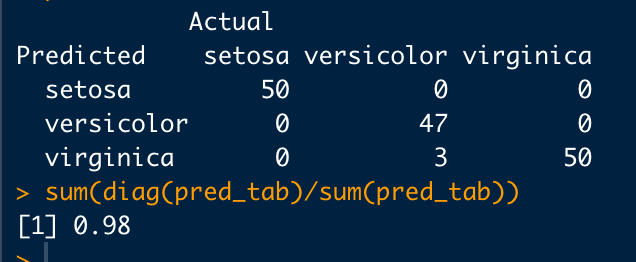 Actual
Predicted setosa versicolor virginica
setosa 50 0 0
versicolor 0 47 0
virginica 0 3 50
> sum(diag(pred_tab)/sum(pred_tab))
[1] 0.98
>